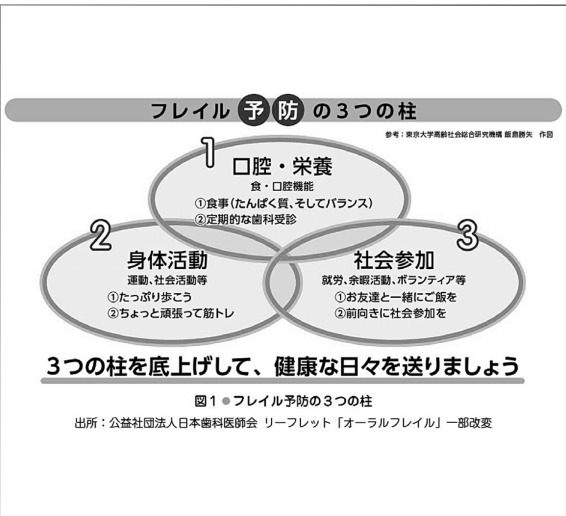 フレイル予防の3つの柱
参考：東京大学高齢社会総合研究機構 飯島勝矢 作図
1
口腔・栄養
食・口腔機能
①食事(たんぱく質、そしてバランス)
②定期的な歯科受診
2
身体活動
運動、社会活動等
①たっぷり歩こう
②ちょっと頑張って筋トレ
3
社会参加
就労、余暇活動、ボランティア等
①お友達と一緒にご飯を
②前向きに社会参加を
3つの柱を底上げして、健康な日々を送りましょう
図1●フレイル予防の3つの柱
出所：公益社団法人日本歯科医師会 リーフレット「オーラルフレイル」一部改変